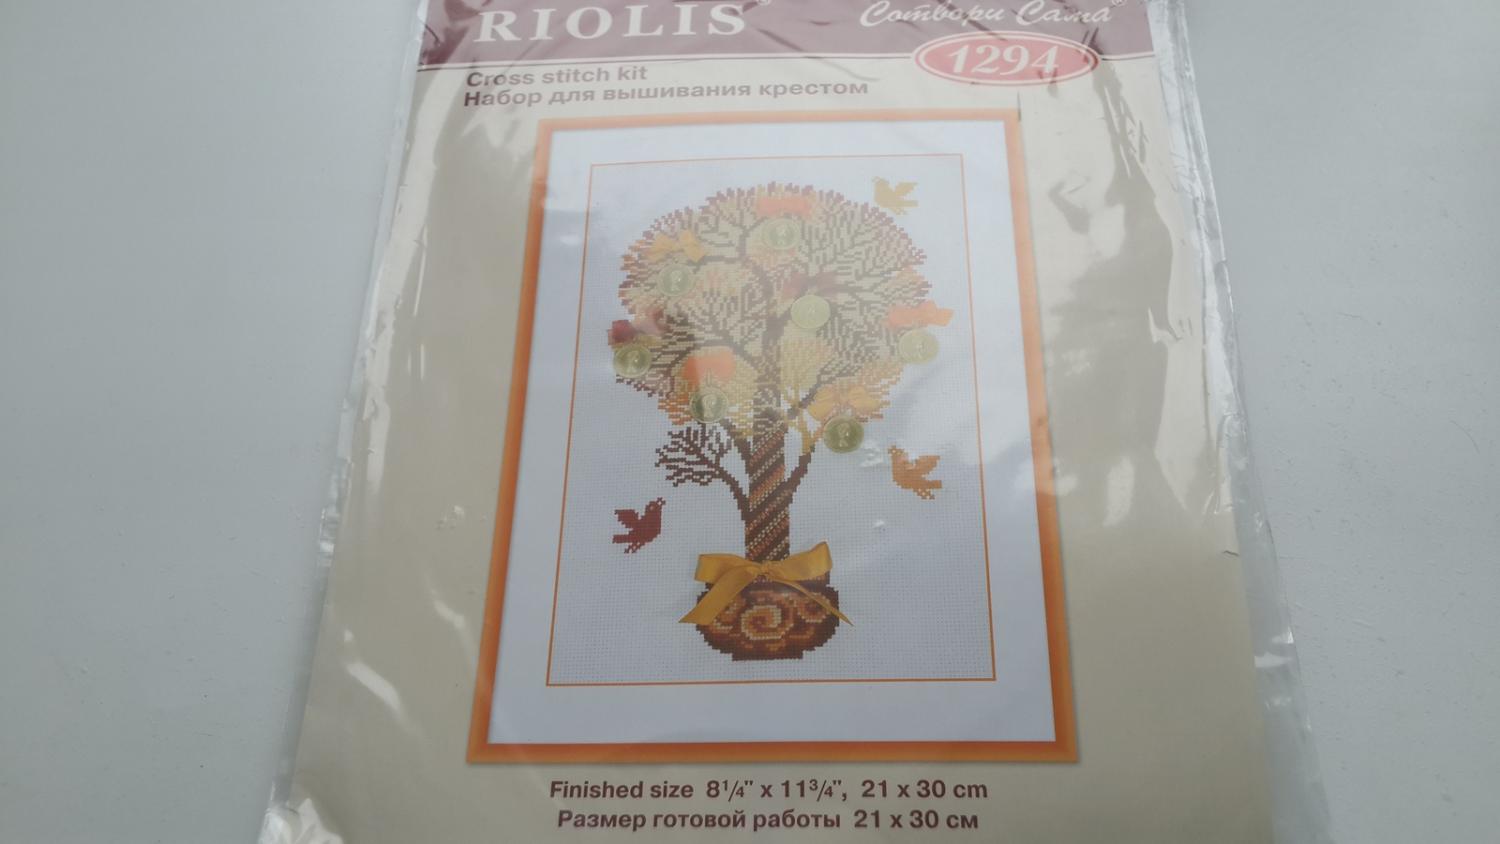 RIOLIS®
Сотвори Сама®
1294
Cross stitch kit
Набор для вышивания крестом
Finished size 8¼" x 11¾", 21 x 30 cm
Размер готовой работы 21 x 30 см